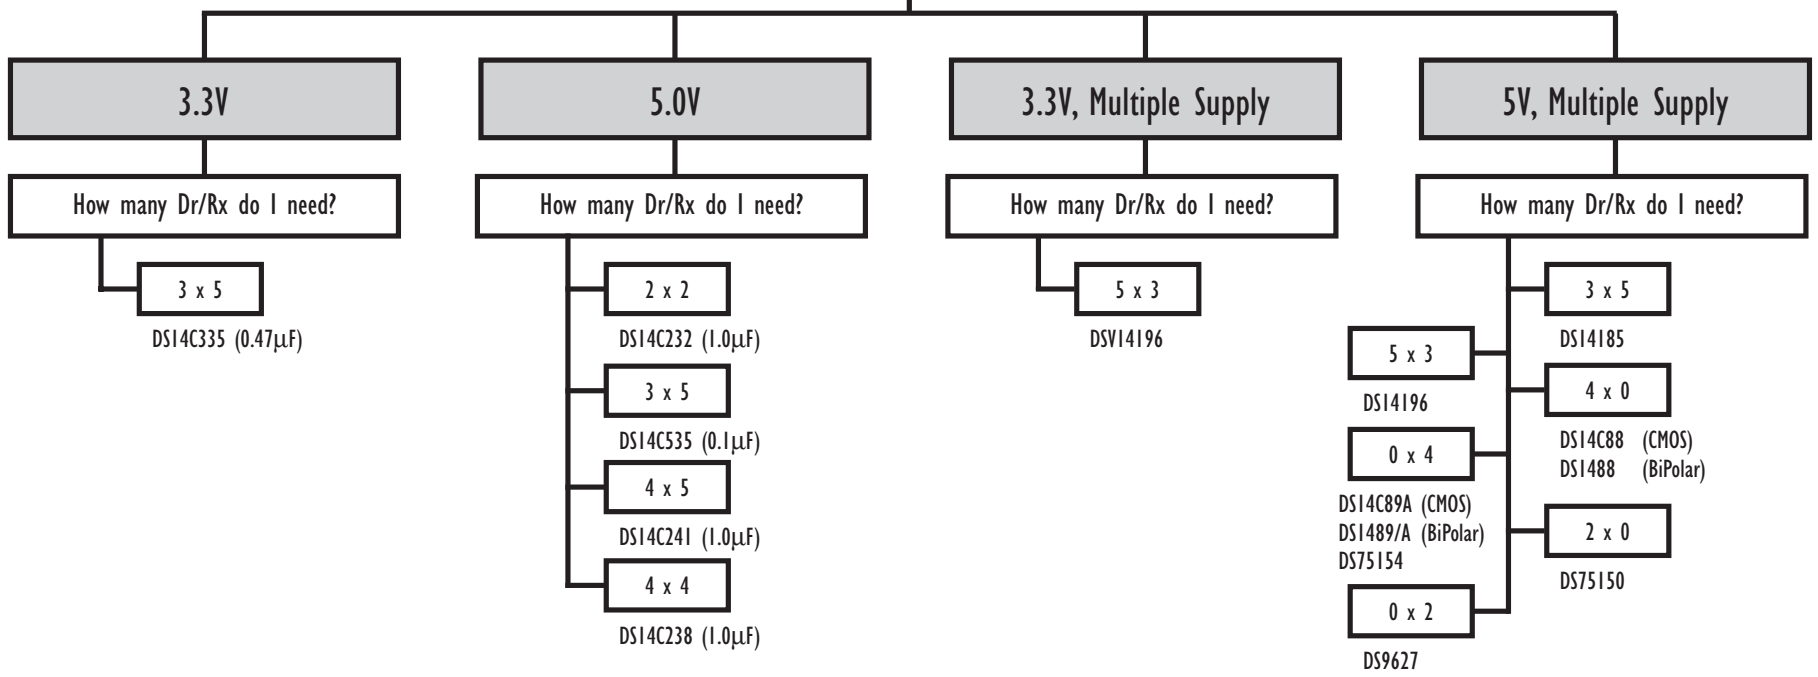 3.3V
How many Dr/Rx do I need?
3 x 5
DS14C335 (0.47μF)
5.0V
How many Dr/Rx do I need?
2 x 2
DS14C232 (1.0μF)
3 x 5
DS14C535 (0.1μF)
4 x 5
DS14C241 (1.0μF)
4 x 4
DS14C238 (1.0μF)
3.3V, Multiple Supply
How many Dr/Rx do I need?
5 x 3
DSV14196
5V, Multiple Supply
How many Dr/Rx do I need?
3 x 5
DS14185
5 x 3
DS14196
4 x 0
DS14C88 (CMOS)
DS1488 (BiPolar)
0 x 4
DS14C89A (CMOS)
DS1489/A (BiPolar)
DS75154
2 x 0
DS75150
0 x 2
DS9627